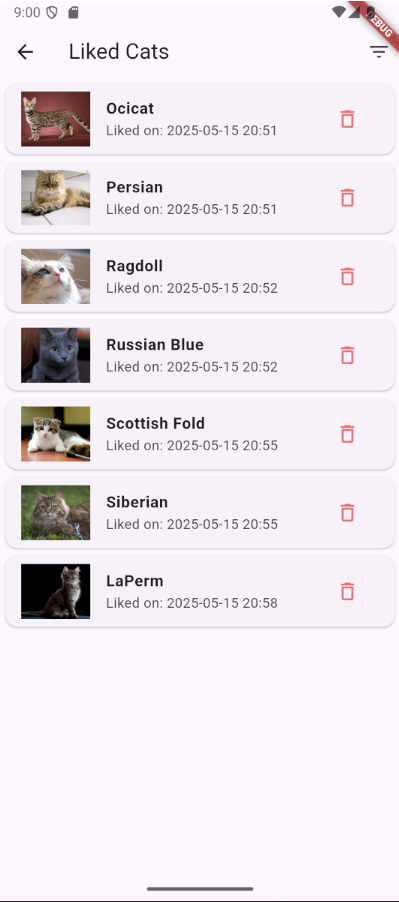 9:00
EBUG
Liked Cats
Ocicat
Liked on: 2025-05-15 20:51
Persian
Liked on: 2025-05-15 20:51
Ragdoll
Liked on: 2025-05-15 20:52
Russian Blue
Liked on: 2025-05-15 20:52
Scottish Fold
Liked on: 2025-05-15 20:55
Siberian
Liked on: 2025-05-15 20:55
LaPerm
Liked on: 2025-05-15 20:58